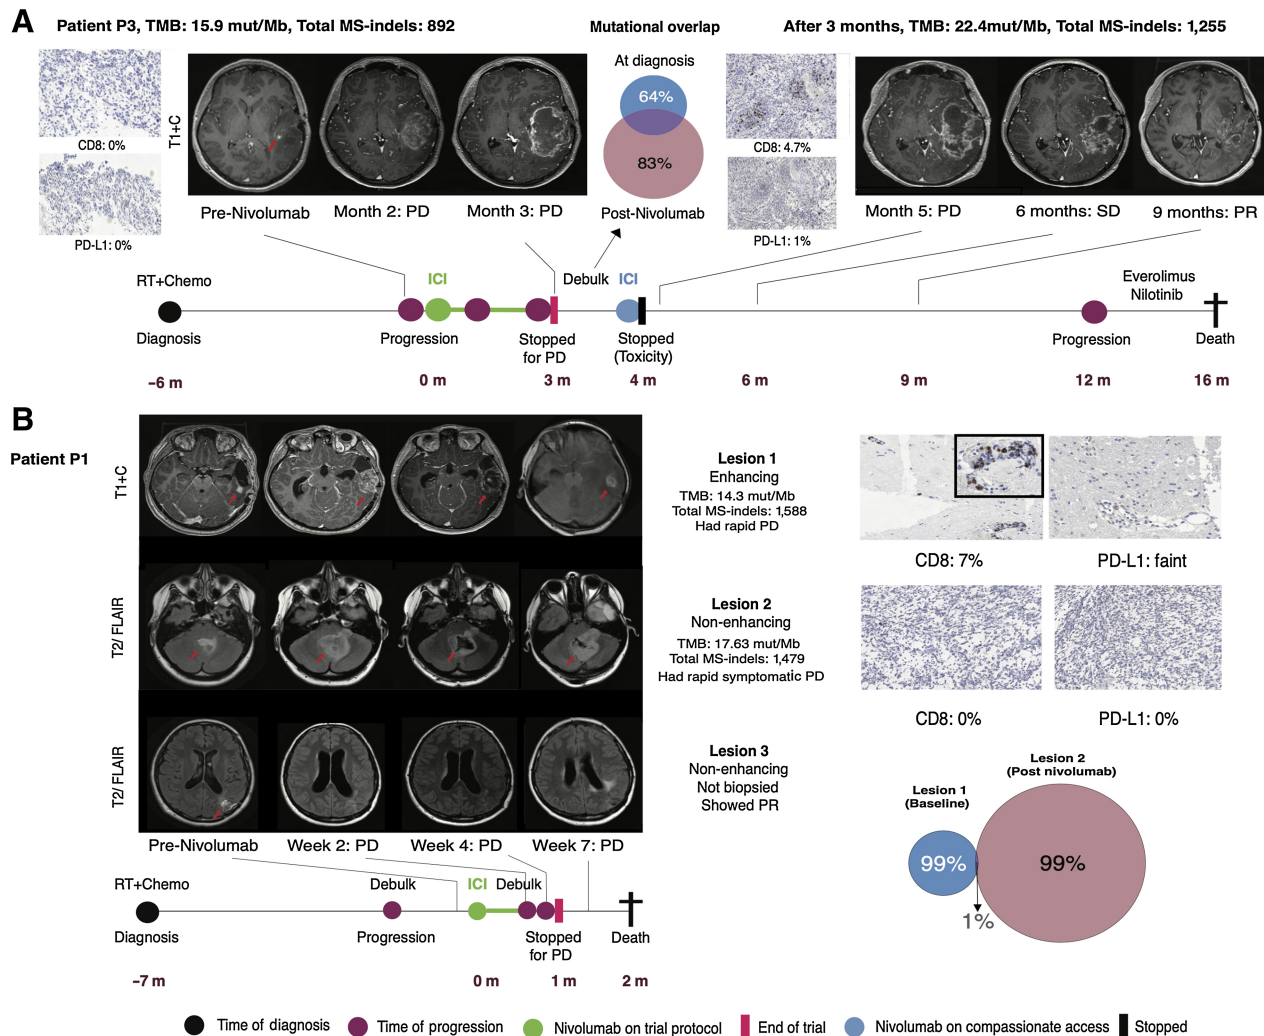 A
Patient P3, TMB: 15.9 mut/Mb, Total MS-indels: 892
Mutational overlap
After 3 months, TMB: 22.4mut/Mb, Total MS-indels: 1,255
CD8: 0%
PD-L1: 0%
T1+C
Pre-Nivolumab
Month 2: PD
Month 3: PD
At diagnosis
64%
83%
Post-Nivolumab
CD8: 4.7%
PD-L1: 1%
Month 5: PD
6 months: SD
9 months: PR
RT+Chemo
ICI
Debulk
ICI
Everolimus
Nilotinib
Diagnosis
Progression
Stopped
for PD
Stopped
(Toxicity)
Progression
Death
–6 m
0 m
3 m
4 m
6 m
9 m
12 m
16 m
B
Patient P1
T1+C
T2/ FLAIR
T2/ FLAIR
Pre-Nivolumab
Week 2: PD
Week 4: PD
Week 7: PD
Lesion 1
Enhancing
TMB: 14.3 mut/Mb
Total MS-indels: 1,588
Had rapid PD
CD8: 7%
PD-L1: faint
Lesion 2
Non-enhancing
TMB: 17.63 mut/Mb
Total MS-indels: 1,479
Had rapid symptomatic PD
CD8: 0%
PD-L1: 0%
Lesion 3
Non-enhancing
Not biopsied
Showed PR
Lesion 1
(Baseline)
Lesion 2
(Post nivolumab)
99%
99%
1%
RT+Chemo
Debulk
ICI
Debulk
Diagnosis
Progression
Stopped
for PD
Death
–7 m
0 m
1 m
2 m
Time of diagnosis
Time of progression
Nivolumab on trial protocol
End of trial
Nivolumab on compassionate access
Stopped